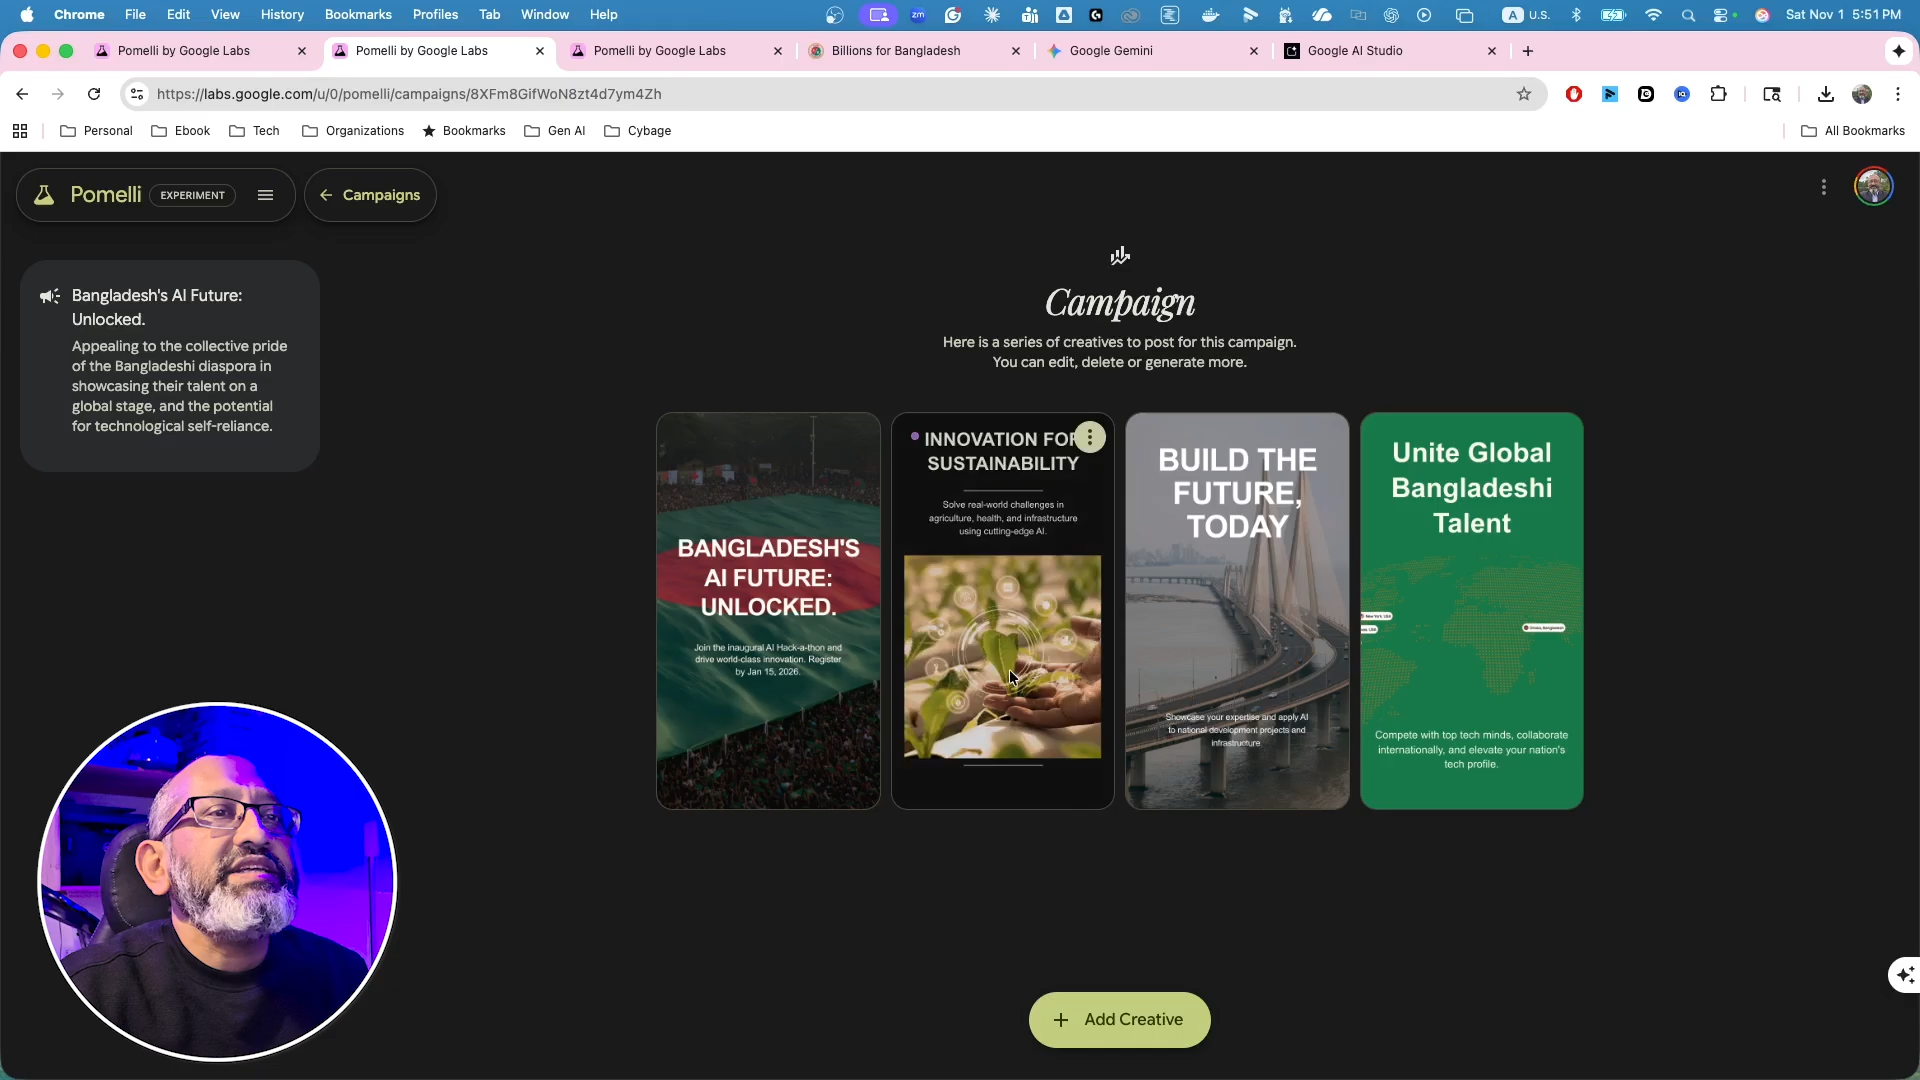 Chrome File Edit View History Bookmarks Profiles Tab Window Help
zm
A U.S.
Sat Nov 1 5:51 PM
Pomelli by Google Labs
Pomelli by Google Labs
Pomelli by Google Labs
Billions for Bangladesh
Google Gemini
Google AI Studio
https://labs.google.com/u/0/pomelli/campaigns/8XFm8GifWoN8zt4d7ym4Zh
Personal Ebook Tech Organizations Bookmarks Gen AI Cybage
All Bookmarks
Pomelli EXPERIMENT
Campaigns
Bangladesh's AI Future:
Unlocked.
Appealing to the collective pride
of the Bangladeshi diaspora in
showcasing their talent on a
global stage, and the potential
for technological self-reliance.
Campaign
Here is a series of creatives to post for this campaign.
You can edit, delete or generate more.
BANGLADESH'S
AI FUTURE:
UNLOCKED.
Join the inaugural AI Hack-a-thon and
drive world-class innovation. Register
by Jan 15, 2026.
INNOVATION FOR
SUSTAINABILITY
Solve real-world challenges in
agriculture, health, and infrastructure
using cutting-edge AI.
BUILD THE
FUTURE,
TODAY
Showcase your expertise and apply AI
to national development projects and
infrastructure.
Unite Global
Bangladeshi
Talent
New York, USA
USA
Dhaka, Bangladesh
Compete with top tech minds, collaborate
internationally, and elevate your nation's
tech profile.
Add Creative